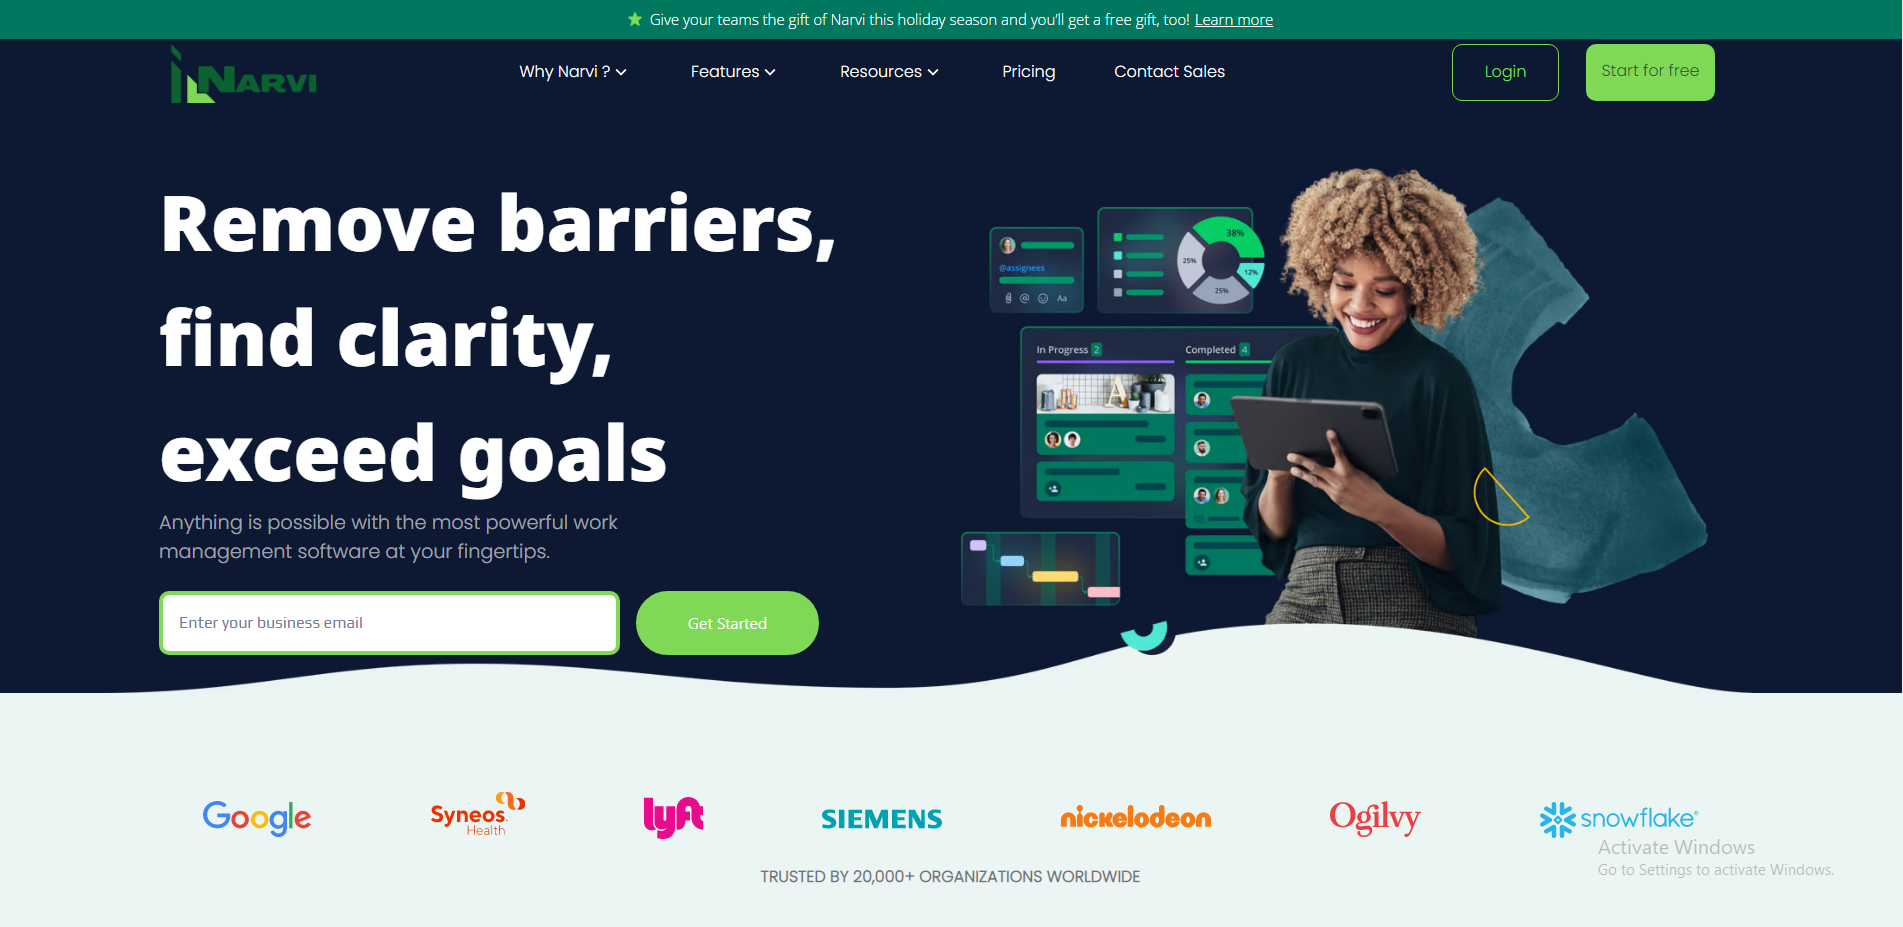 Give your teams the gift of Narvi this holiday season and you'll get a free gift, too! Learn more
NARVI
Why Narvi ?
Features
Resources
Pricing
Contact Sales
Login
Start for free
Remove barriers,
find clarity,
exceed goals
Anything is possible with the most powerful work
management software at your fingertips.
Enter your business email
Get Started
@assignees
@
Aa
38%
12%
25%
25%
In Progress 2
Completed 4
A
Google
Syneos
Health
lyft
SIEMENS
nickelodeon
Ogilvy
snowflake®
TRUSTED BY 20,000+ ORGANIZATIONS WORLDWIDE
Activate Windows
Go to Settings to activate Windows.